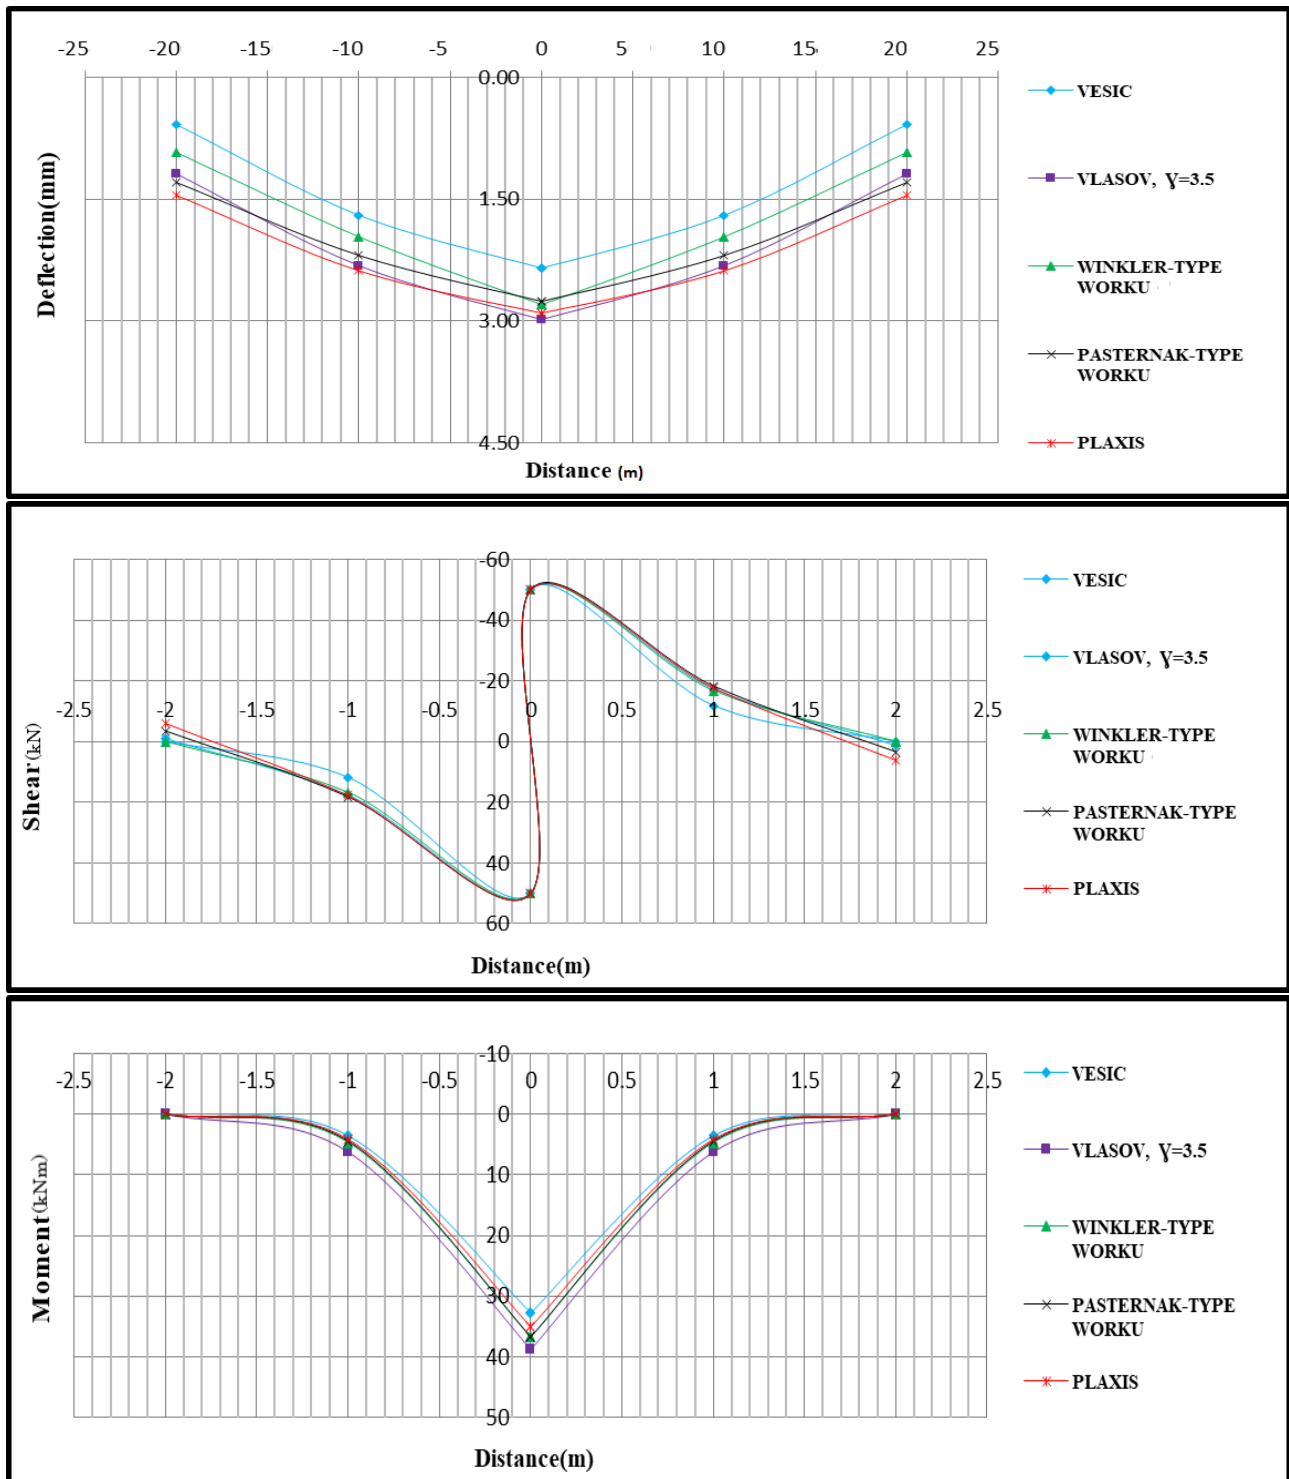 -25 -20 -10 -5 0 5 10 15 20 25
0.00
1.50
3.00
4.50
Deflection(mm)
Distance (m)
VESIC
VLASOV, Ɣ=3.5
WINKLER-TYPE
WORKU
PASTERNAK-TYPE
WORKU
PLAXIS
-60
-40
-20
-2.5 -2 -1.5 -1 -0.5 0 0.5 1 1.5 2 2.5
0
20
40
60
Shear(kN)
Distance(m)
VESIC
VLASOV, Ɣ=3.5
WINKLER-TYPE
WORKU
PASTERNAK-TYPE
WORKU
PLAXIS
-10
-2.5 -2 -1.5 -1 -0.5 0 0.5 1 1.5 2 2.5
0
10
20
30
40
50
Moment(kNm)
Distance(m)
VESIC
VLASOV, Ɣ=3.5
WINKLER-TYPE
WORKU
PASTERNAK-TYPE
WORKU
PLAXIS